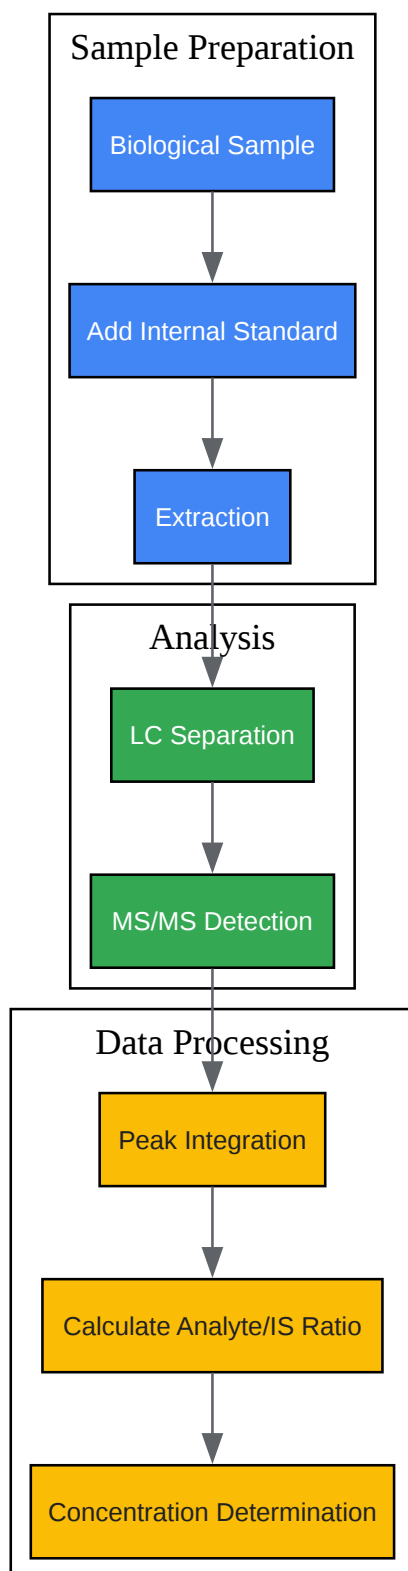 Sample Preparation
Biological Sample
Add Internal Standard
Extraction
Analysis
LC Separation
MS/MS Detection
Data Processing
Peak Integration
Calculate Analyte/IS Ratio
Concentration Determination